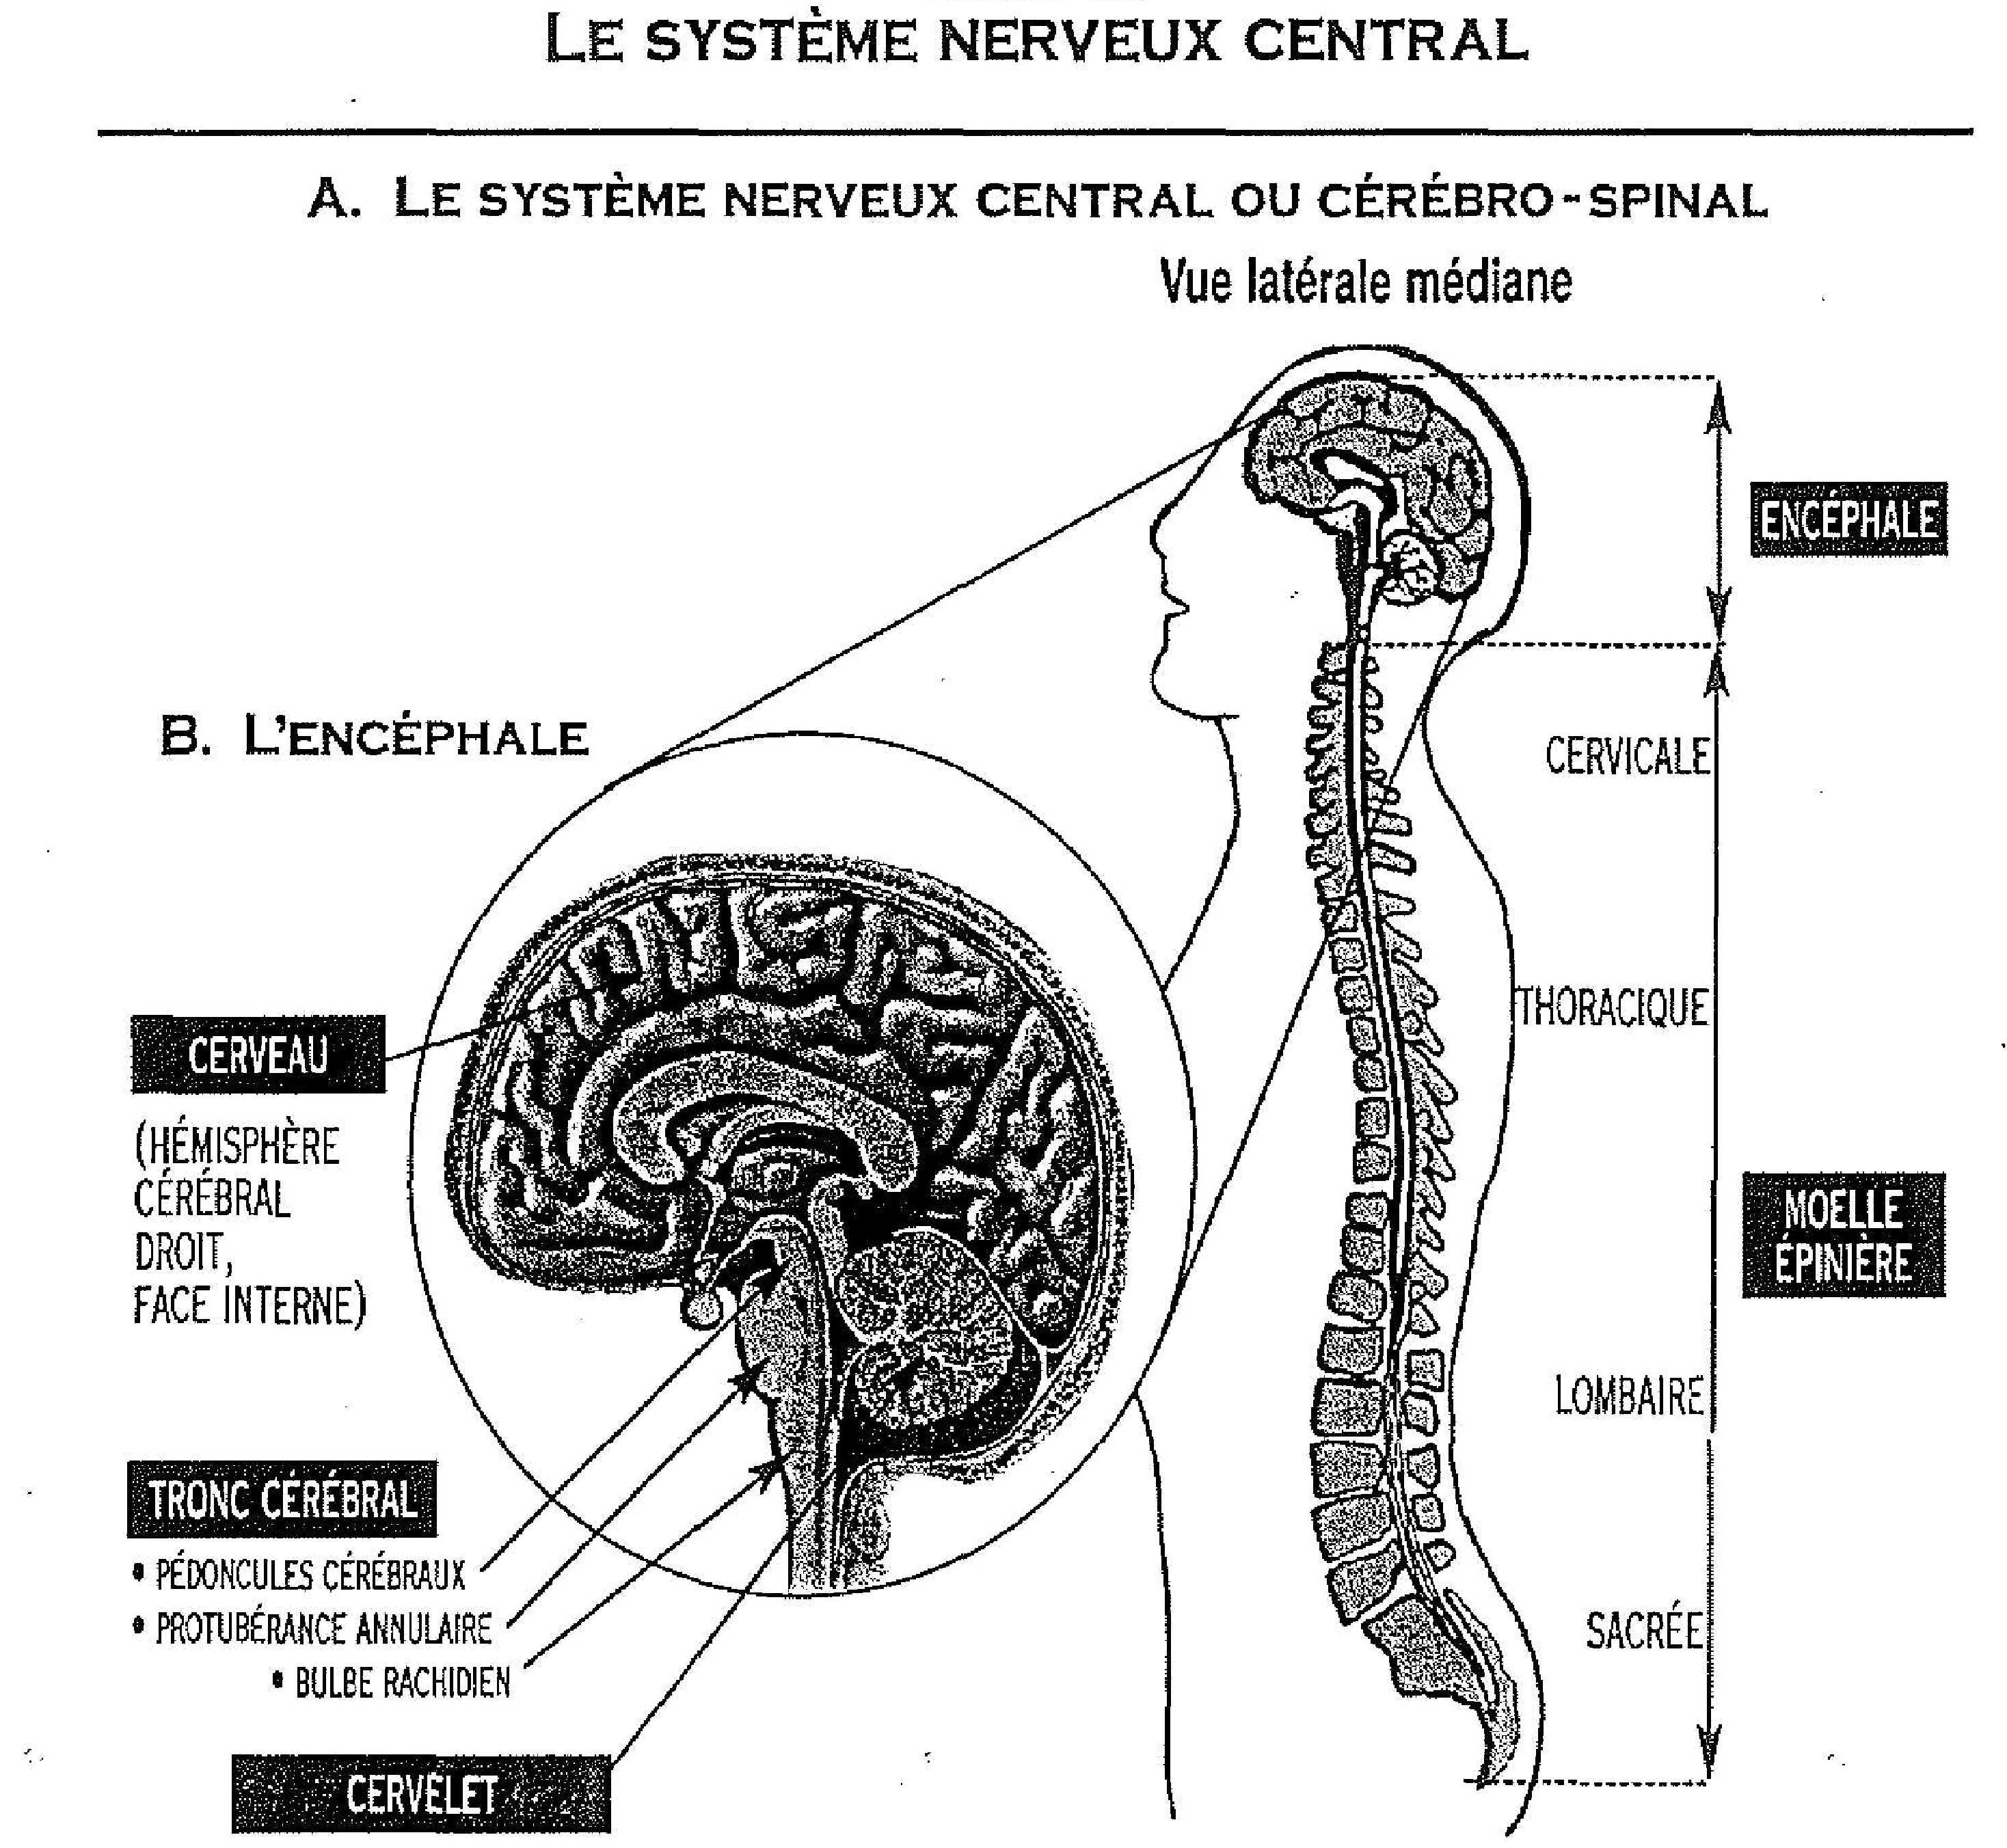 LE SYSTÈME NERVEUX CENTRAL
A. LE SYSTÈME NERVEUX CENTRAL OU CÉRÉBRO-SPINAL
Vue latérale médiane
ENCÉPHALE
B. L'ENCÉPHALE
CERVICALE
THORACIQUE
CERVEAU
(HÉMISPHÈRE
CÉRÉBRAL
DROIT,
FACE INTERNE)
MOELLE
ÉPINIÈRE
LOMBAIRE
TRONC CÉRÉBRAL
• PÉDONCULES CÉRÉBRAUX
• PROTUBÉRANCE ANNULAIRE
• BULBE RACHIDIEN
SACRÉE
CERVELET